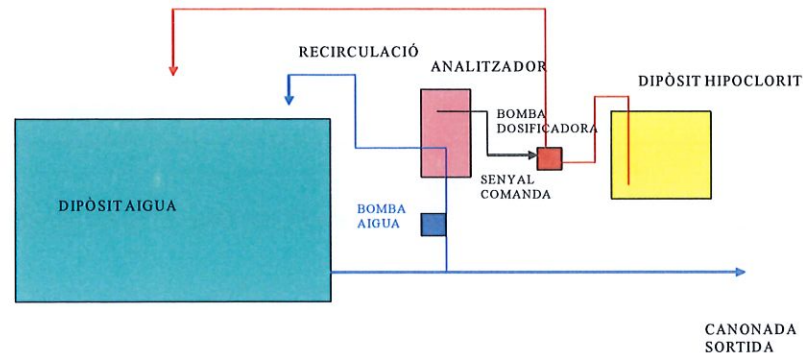 RECIRCULACIÓ
ANALITZADOR
DIPÒSIT HIPOCLORIT
BOMBA
DOSIFICADORA
SENYAL
COMANDA
DIPÒSIT AIGUA
BOMBA
AIGUA
CANONADA
SORTIDA